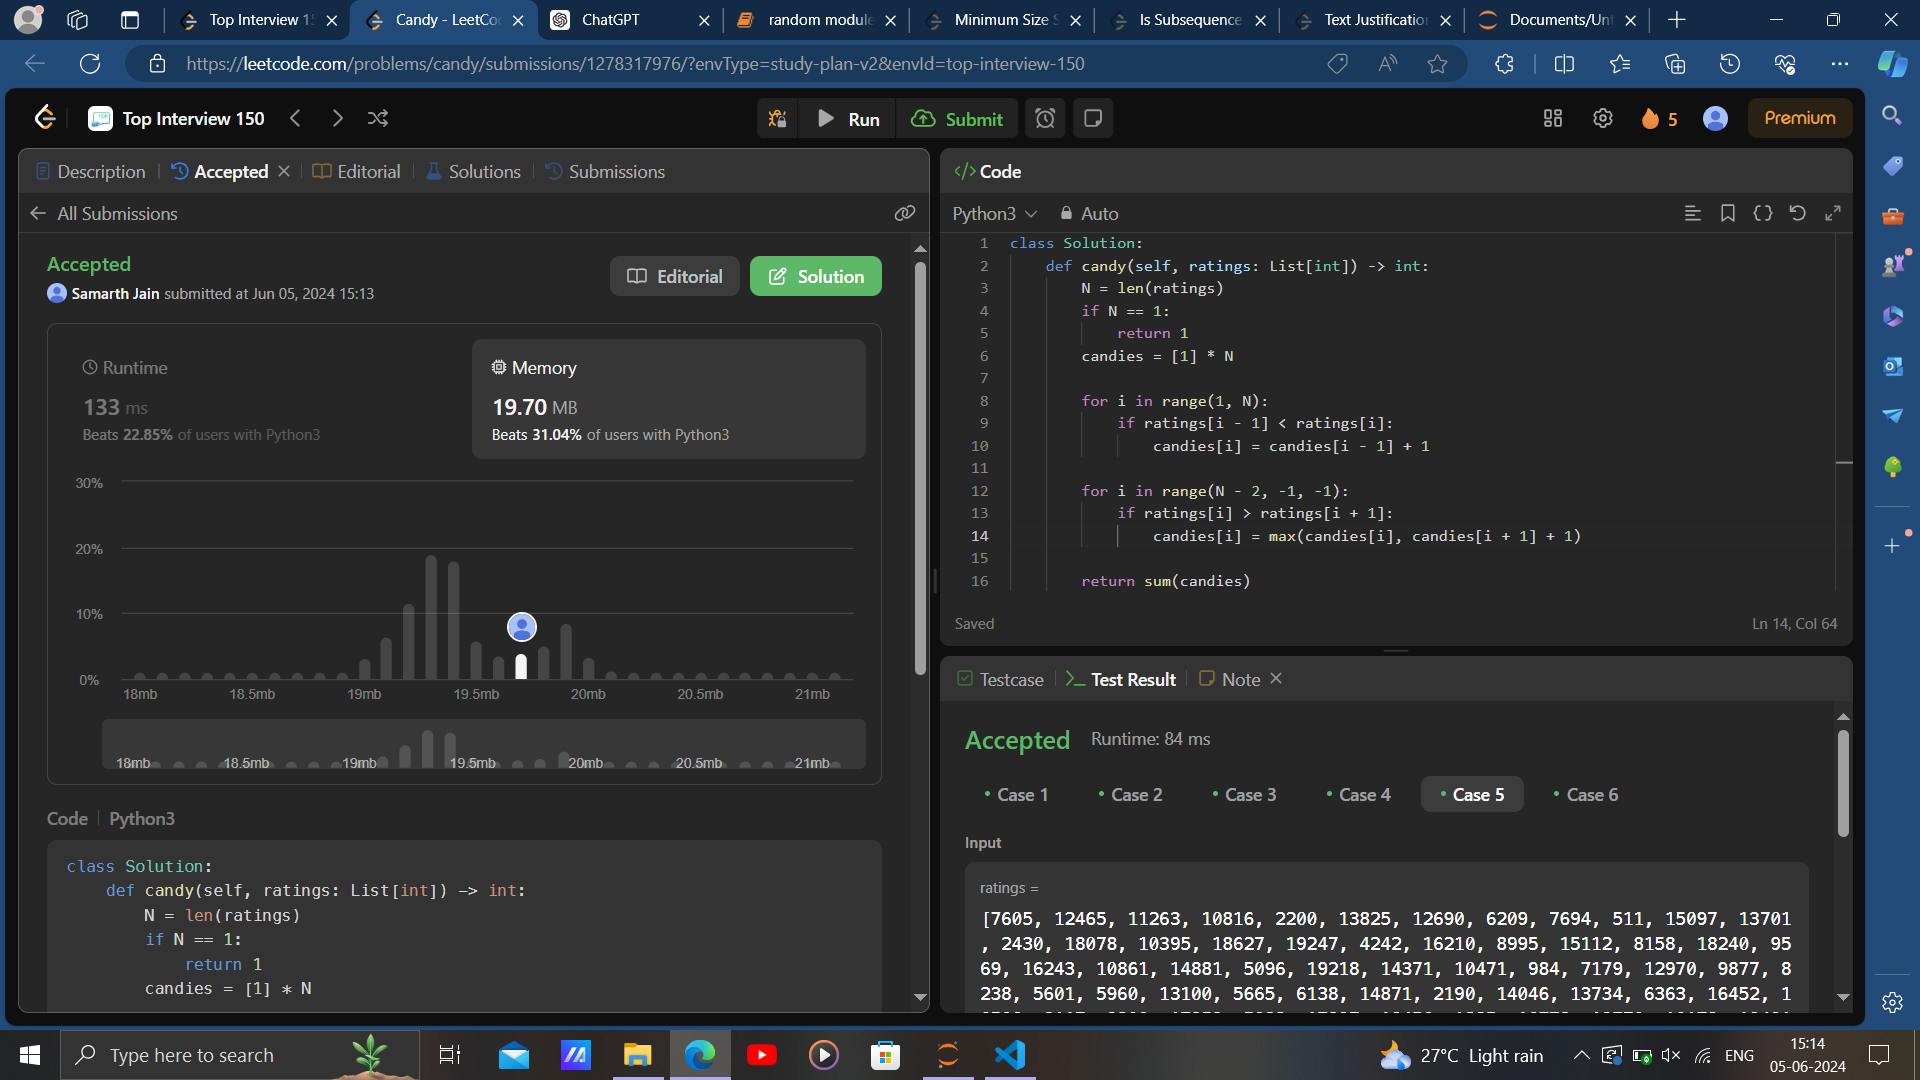 Top Interview 15
Candy - LeetCo
ChatGPT
random module
Minimum Size S
Is Subsequence
Text Justificatio
Documents/Unt
https://leetcode.com/problems/candy/submissions/1278317976/?envType=study-plan-v2&envId=top-interview-150
Top Interview 150
Run
Submit
5
Premium
Description
Accepted
Editorial
Solutions
Submissions
All Submissions
Accepted
Samarth Jain submitted at Jun 05, 2024 15:13
Editorial
Solution
Runtime
133 ms
Beats 22.85% of users with Python3
Memory
19.70 MB
Beats 31.04% of users with Python3
30%
20%
10%
0%
18mb 18.5mb 19mb 19.5mb 20mb 20.5mb 21mb
18mb 18.5mb 19mb 19.5mb 20mb 20.5mb 21mb
Code | Python3
class Solution:
def candy(self, ratings: List[int]) -> int:
N = len(ratings)
if N == 1:
return 1
candies = [1] * N
</> Code
Python3
Auto
1 class Solution:
2 def candy(self, ratings: List[int]) -> int:
3 N = len(ratings)
4 if N == 1:
5 return 1
6 candies = [1] * N
7
8 for i in range(1, N):
9 if ratings[i - 1] < ratings[i]:
10 candies[i] = candies[i - 1] + 1
11
12 for i in range(N - 2, -1, -1):
13 if ratings[i] > ratings[i + 1]:
14 candies[i] = max(candies[i], candies[i + 1] + 1)
15
16 return sum(candies)
Saved
Ln 14, Col 64
Testcase
Test Result
Note
Accepted Runtime: 84 ms
Case 1
Case 2
Case 3
Case 4
Case 5
Case 6
Input
ratings =
[7605, 12465, 11263, 10816, 2200, 13825, 12690, 6209, 7694, 511, 15097, 13701
, 2430, 18078, 10395, 18627, 19247, 4242, 16210, 8995, 15112, 8158, 18240, 95
69, 16243, 10861, 14881, 5096, 19218, 14371, 10471, 984, 7179, 12970, 9877, 8
238, 5601, 5960, 13100, 5665, 6138, 14871, 2190, 14046, 13734, 6363, 16452, 1
Type here to search
27°C Light rain
ENG
15:14
05-06-2024